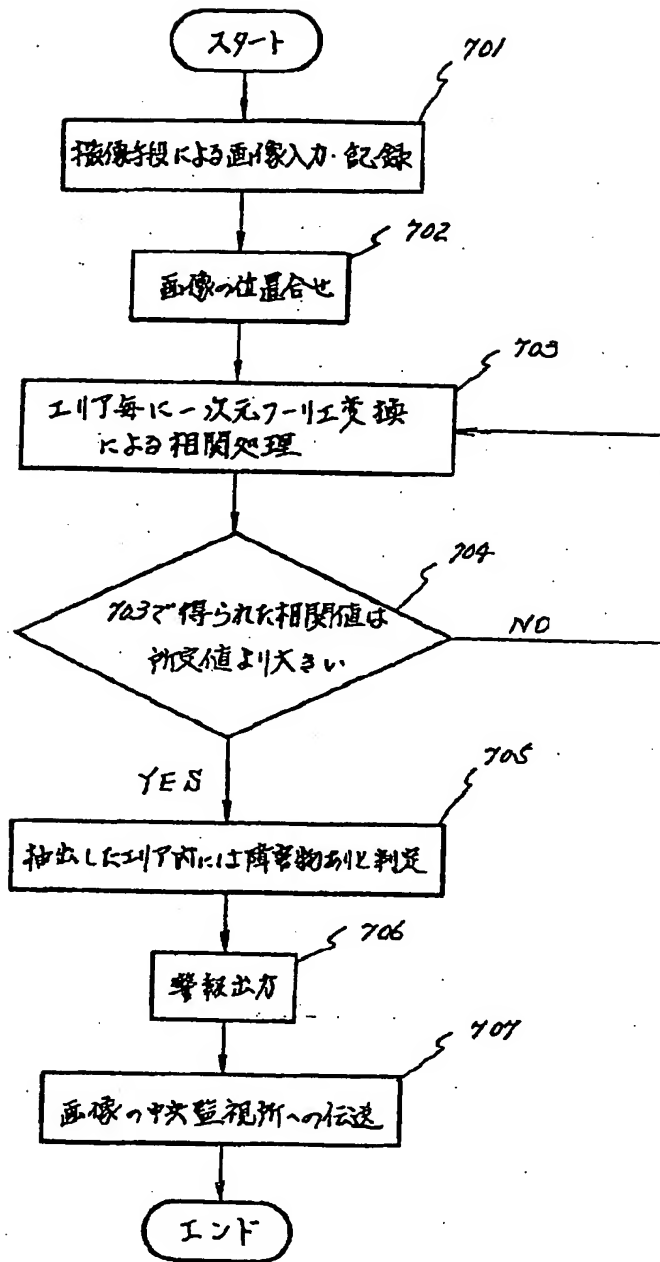 スタート
701
撮像手段による画像入力・記録
702
画像の位置合せ
703
エリア毎に一次元フーリエ変換
による相関処理
704
703で得られた相関値は
所定値より大きい
NO
YES
705
抽出したエリア内には障害物ありと判定
706
警報出力
707
画像の中央監視所への伝送
エンド